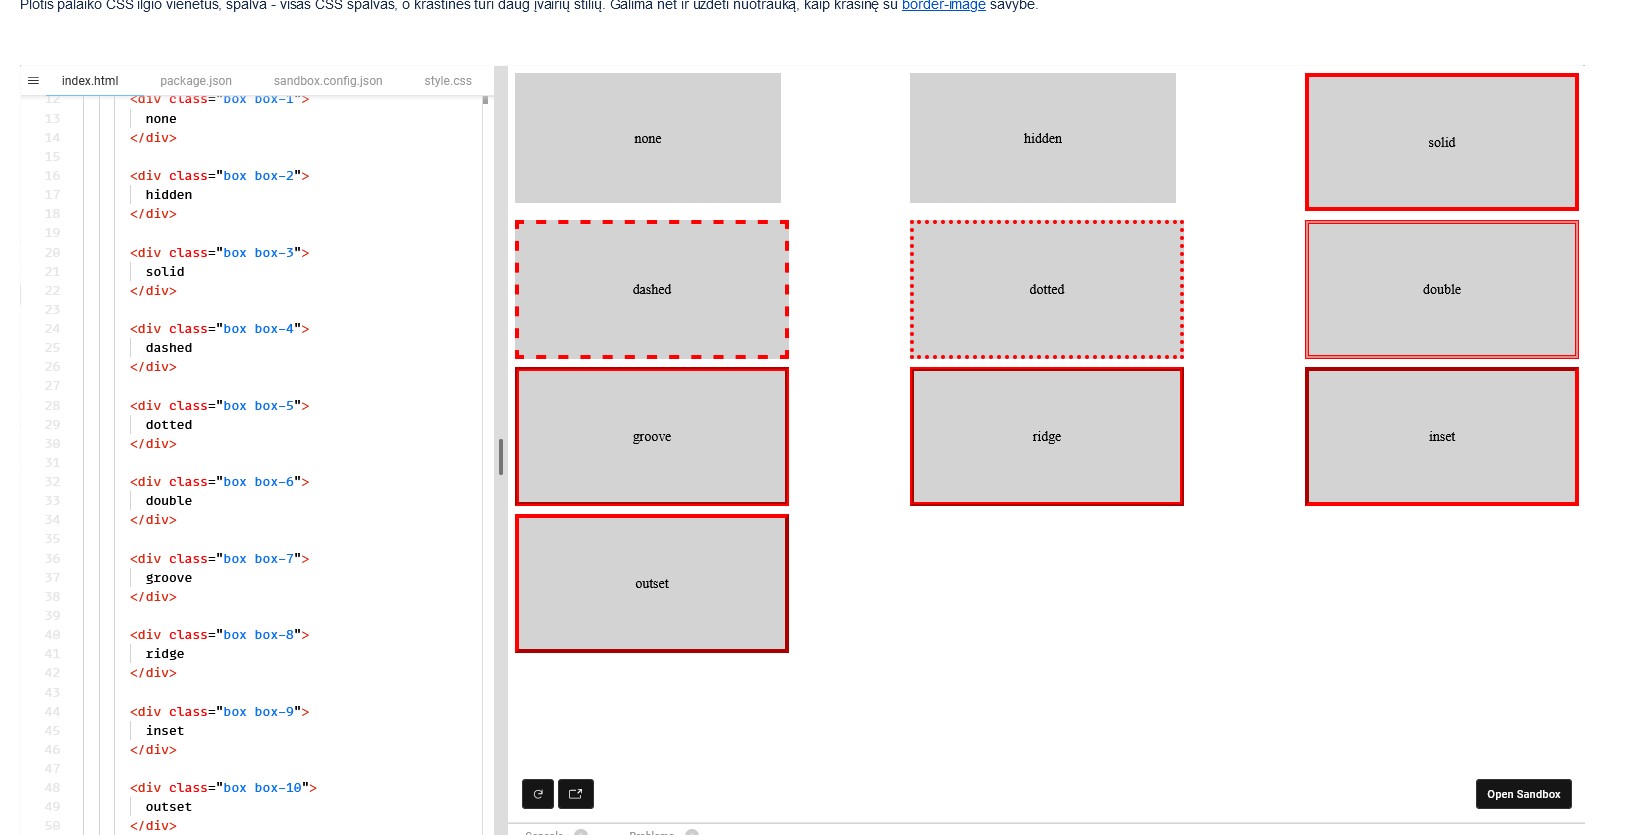 Plotis palaiko CSS ilgio vienetus, spalva - visas CSS spalvas, o kraštinės turi daug įvairių stilių. Galima net ir uždėti nuotrauką, kaip kraštinę su border-image savybe.
index.html package.json sandbox.config.json style.css
12 <div class="box box-1">
13 none
14 </div>
15
16 <div class="box box-2">
17 hidden
18 </div>
19
20 <div class="box box-3">
21 solid
22 </div>
23
24 <div class="box box-4">
25 dashed
26 </div>
27
28 <div class="box box-5">
29 dotted
30 </div>
31
32 <div class="box box-6">
33 double
34 </div>
35
36 <div class="box box-7">
37 groove
38 </div>
39
40 <div class="box box-8">
41 ridge
42 </div>
43
44 <div class="box box-9">
45 inset
46 </div>
47
48 <div class="box box-10">
49 outset
50 </div>
none hidden solid
dashed dotted double
groove ridge inset
outset
Open Sandbox
Console Problems